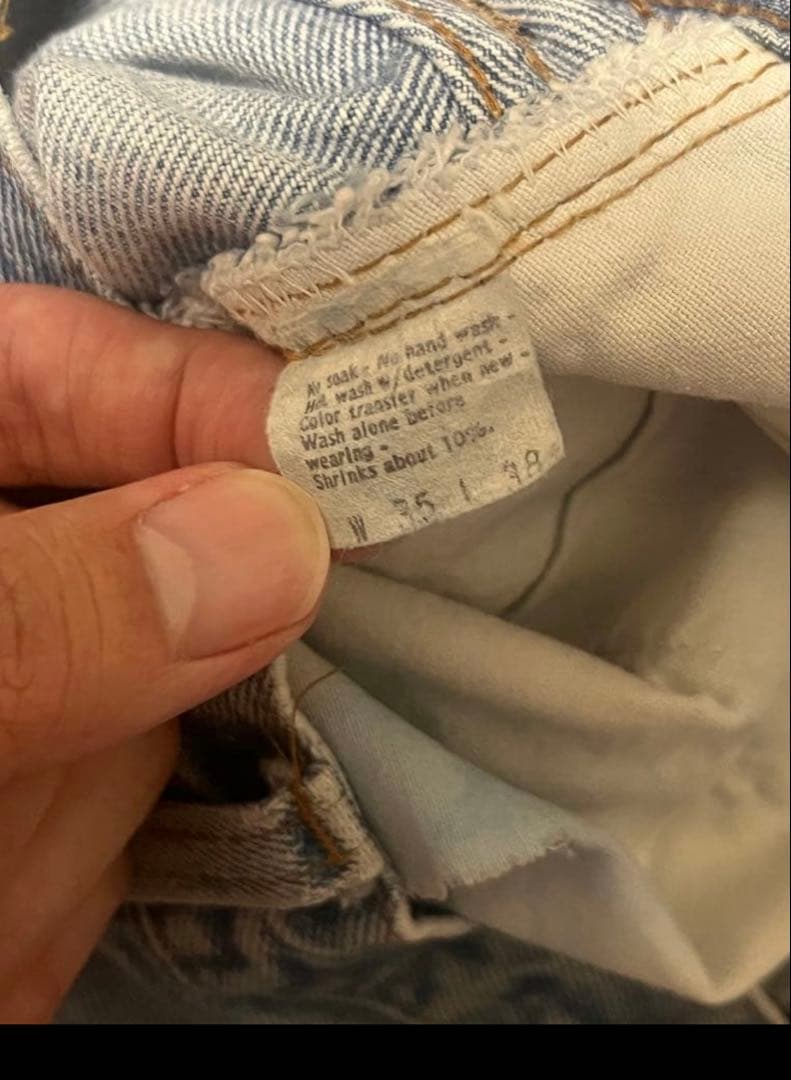 No soak - No hand wash -
Hot wash w/detergent -
Color transfer when new -
Wash alone before
wearing -
Shrinks about 10%.
W 35 L 38